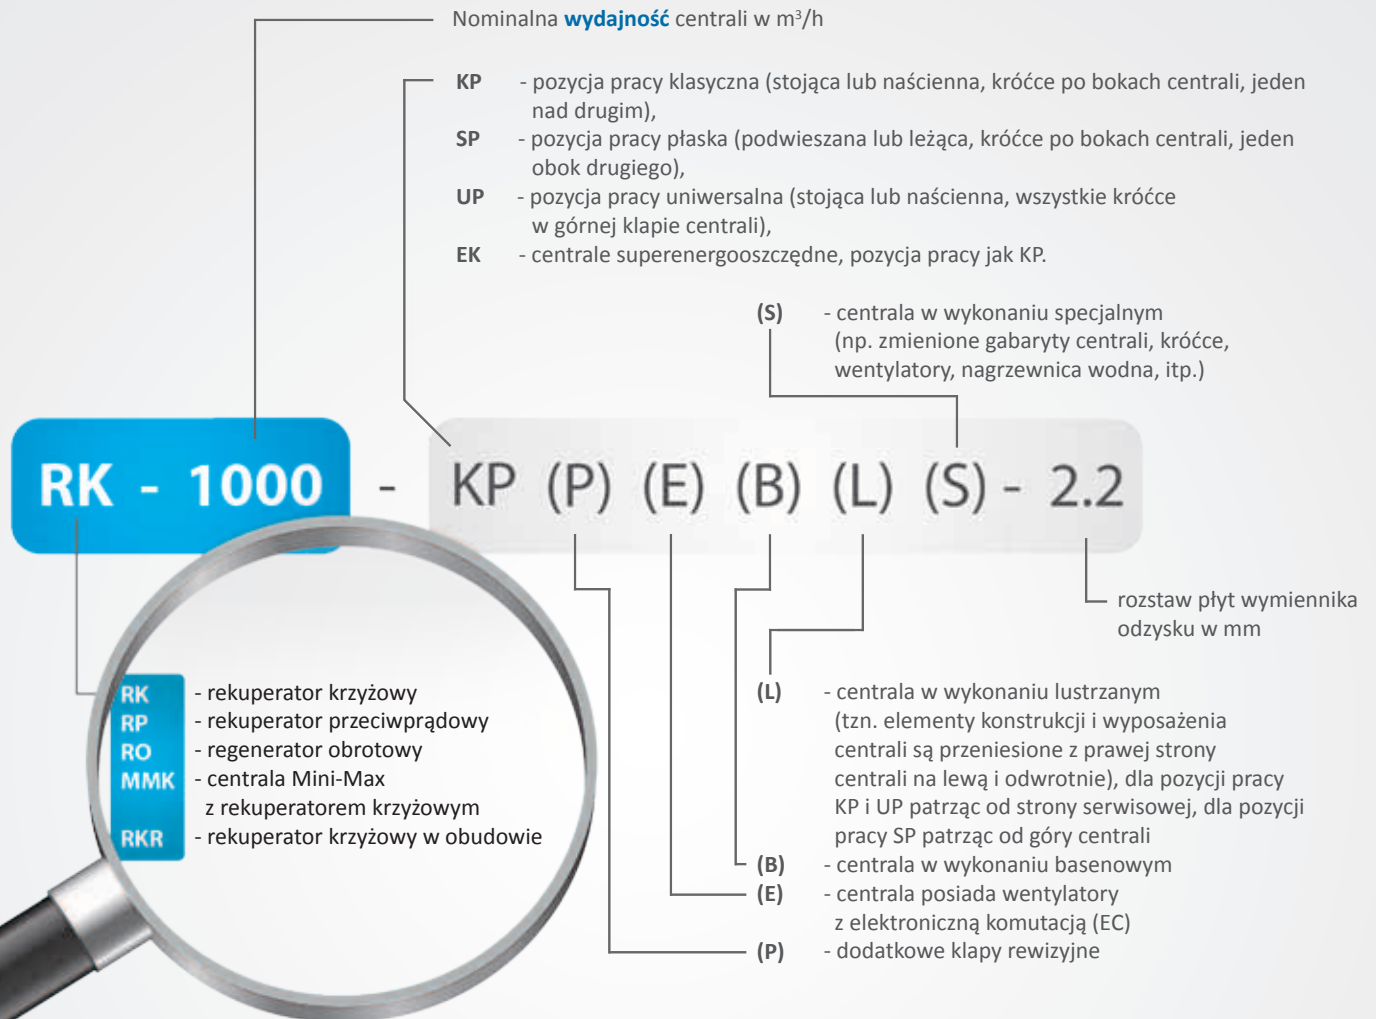 Nominalna wydajność centrali w m³/h
KP - pozycja pracy klasyczna (stojąca lub naścienna, króćce po bokach centrali, jeden
nad drugim),
SP - pozycja pracy płaska (podwieszana lub leżąca, króćce po bokach centrali, jeden
obok drugiego),
UP - pozycja pracy uniwersalna (stojąca lub naścienna, wszystkie króćce
w górnej klapie centrali),
EK - centrale superenergooszczędne, pozycja pracy jak KP.
(S) - centrala w wykonaniu specjalnym
(np. zmienione gabaryty centrali, króćce,
wentylatory, nagrzewnica wodna, itp.)
RK - 1000 - KP (P) (E) (B) (L) (S) - 2.2
rozstaw płyt wymiennika
odzysku w mm
RK - rekuperator krzyżowy
RP - rekuperator przeciwprądowy
RO - regenerator obrotowy
MMK - centrala Mini-Max
z rekuperatorem krzyżowym
RKR - rekuperator krzyżowy w obudowie
(L) - centrala w wykonaniu lustrzanym
(tzn. elementy konstrukcji i wyposażenia
centrali są przeniesione z prawej strony
centrali na lewą i odwrotnie), dla pozycji pracy
KP i UP patrząc od strony serwisowej, dla pozycji
pracy SP patrząc od góry centrali
(B) - centrala w wykonaniu basenowym
(E) - centrala posiada wentylatory
z elektroniczną komutacją (EC)
(P) - dodatkowe klapy rewizyjne